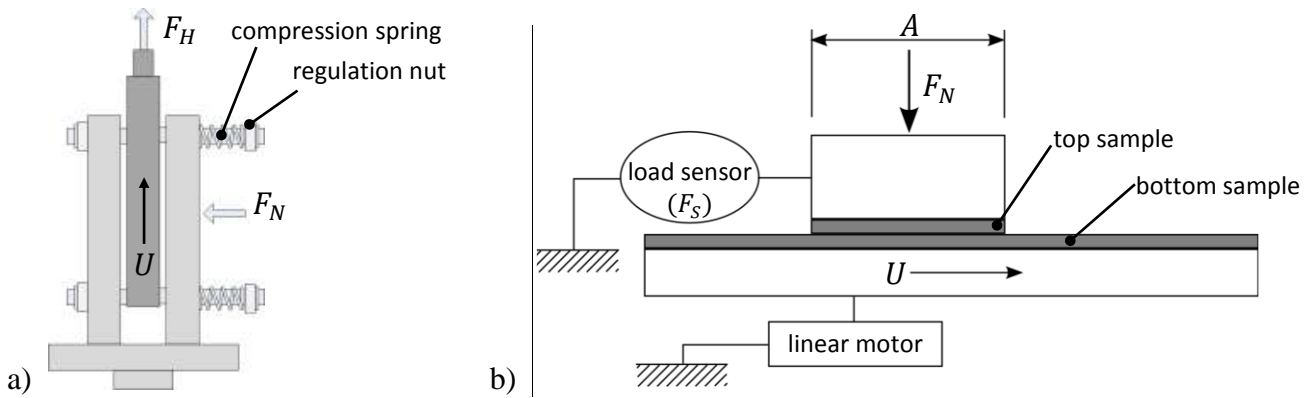 F_H
compression spring
regulation nut
F_N
U
a)
A
F_N
top sample
load sensor
(F_S)
bottom sample
U
linear motor
b)